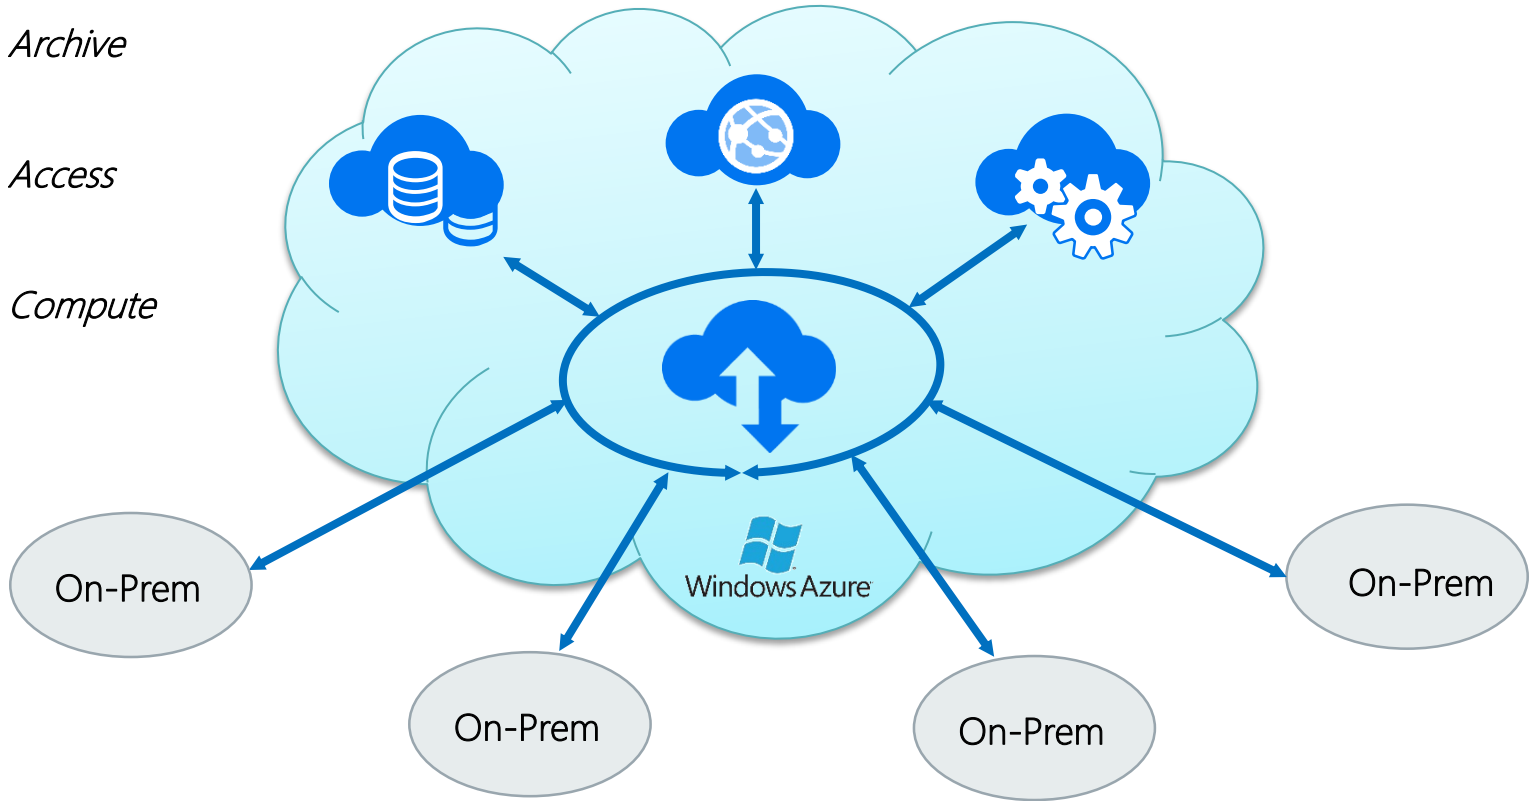 Archive
Access
Compute
Windows Azure
On-Prem
On-Prem
On-Prem
On-Prem